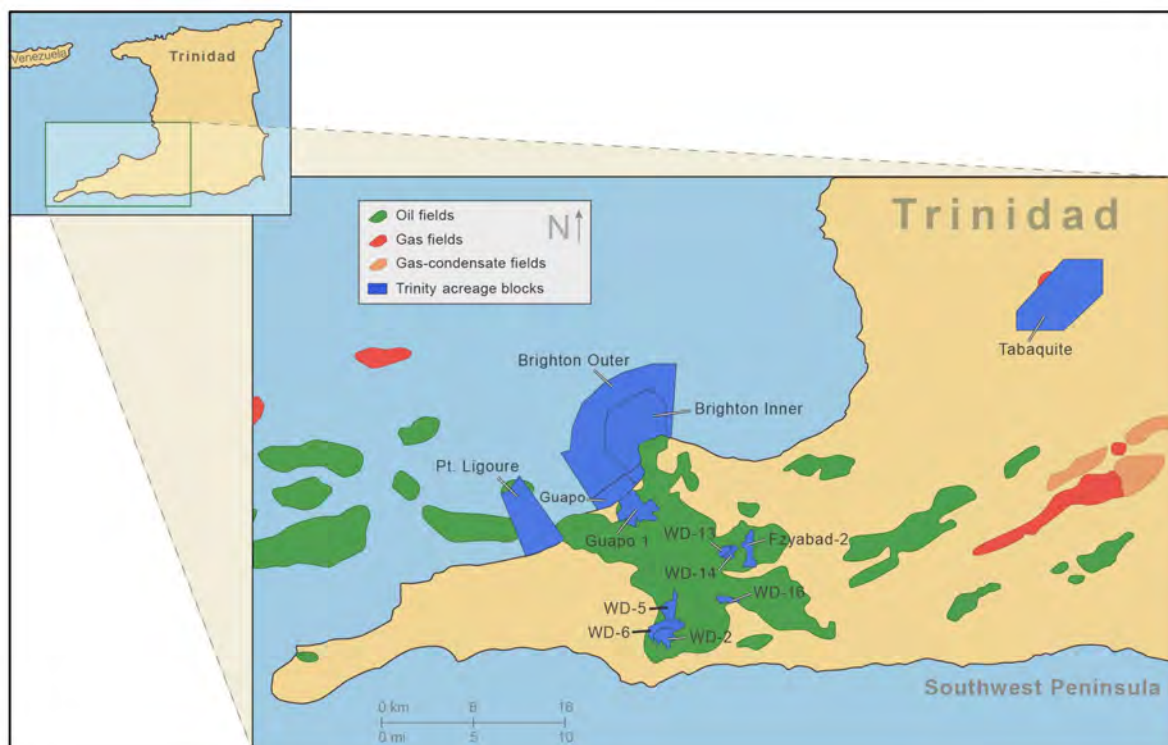 Venezuela
Trinidad
Trinidad
Oil fields
Gas fields
Gas-condensate fields
Trinity acreage blocks
N
Tabaquite
Brighton Outer
Brighton Inner
Pt. Ligoure
Guapo
Guapo 1
WD-13
Fzyabad-2
WD-14
WD-16
WD-5
WD-6
WD-2
Southwest Peninsula
0 km 8 16
0 mi 5 10